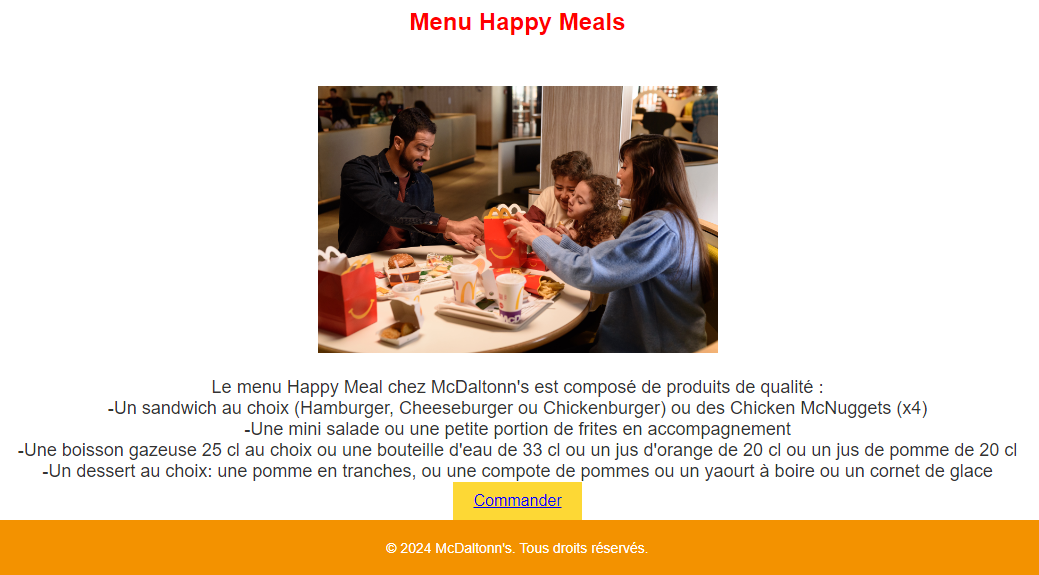 Menu Happy Meals
Le menu Happy Meal chez McDaltonn's est composé de produits de qualité :
-Un sandwich au choix (Hamburger, Cheeseburger ou Chickenburger) ou des Chicken McNuggets (x4)
-Une mini salade ou une petite portion de frites en accompagnement
-Une boisson gazeuse 25 cl au choix ou une bouteille d'eau de 33 cl ou un jus d'orange de 20 cl ou un jus de pomme de 20 cl
-Un dessert au choix: une pomme en tranches, ou une compote de pommes ou un yaourt à boire ou un cornet de glace
Commander
© 2024 McDaltonn's. Tous droits réservés.